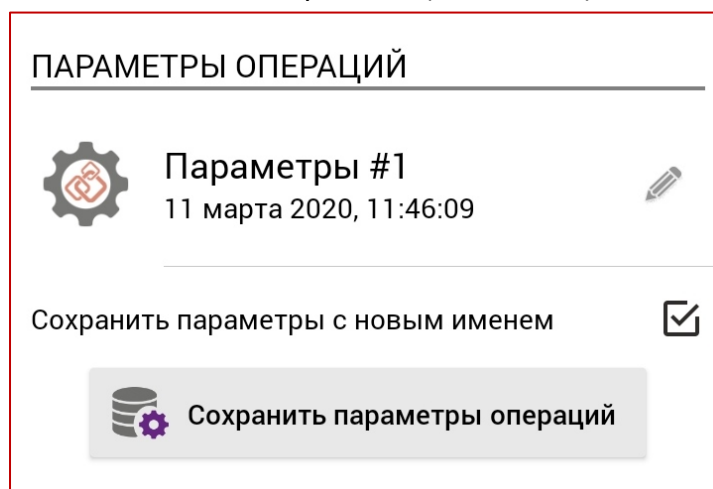 ПАРАМЕТРЫ ОПЕРАЦИЙ
Параметры #1
11 марта 2020, 11:46:09
Сохранить параметры с новым именем
Сохранить параметры операций